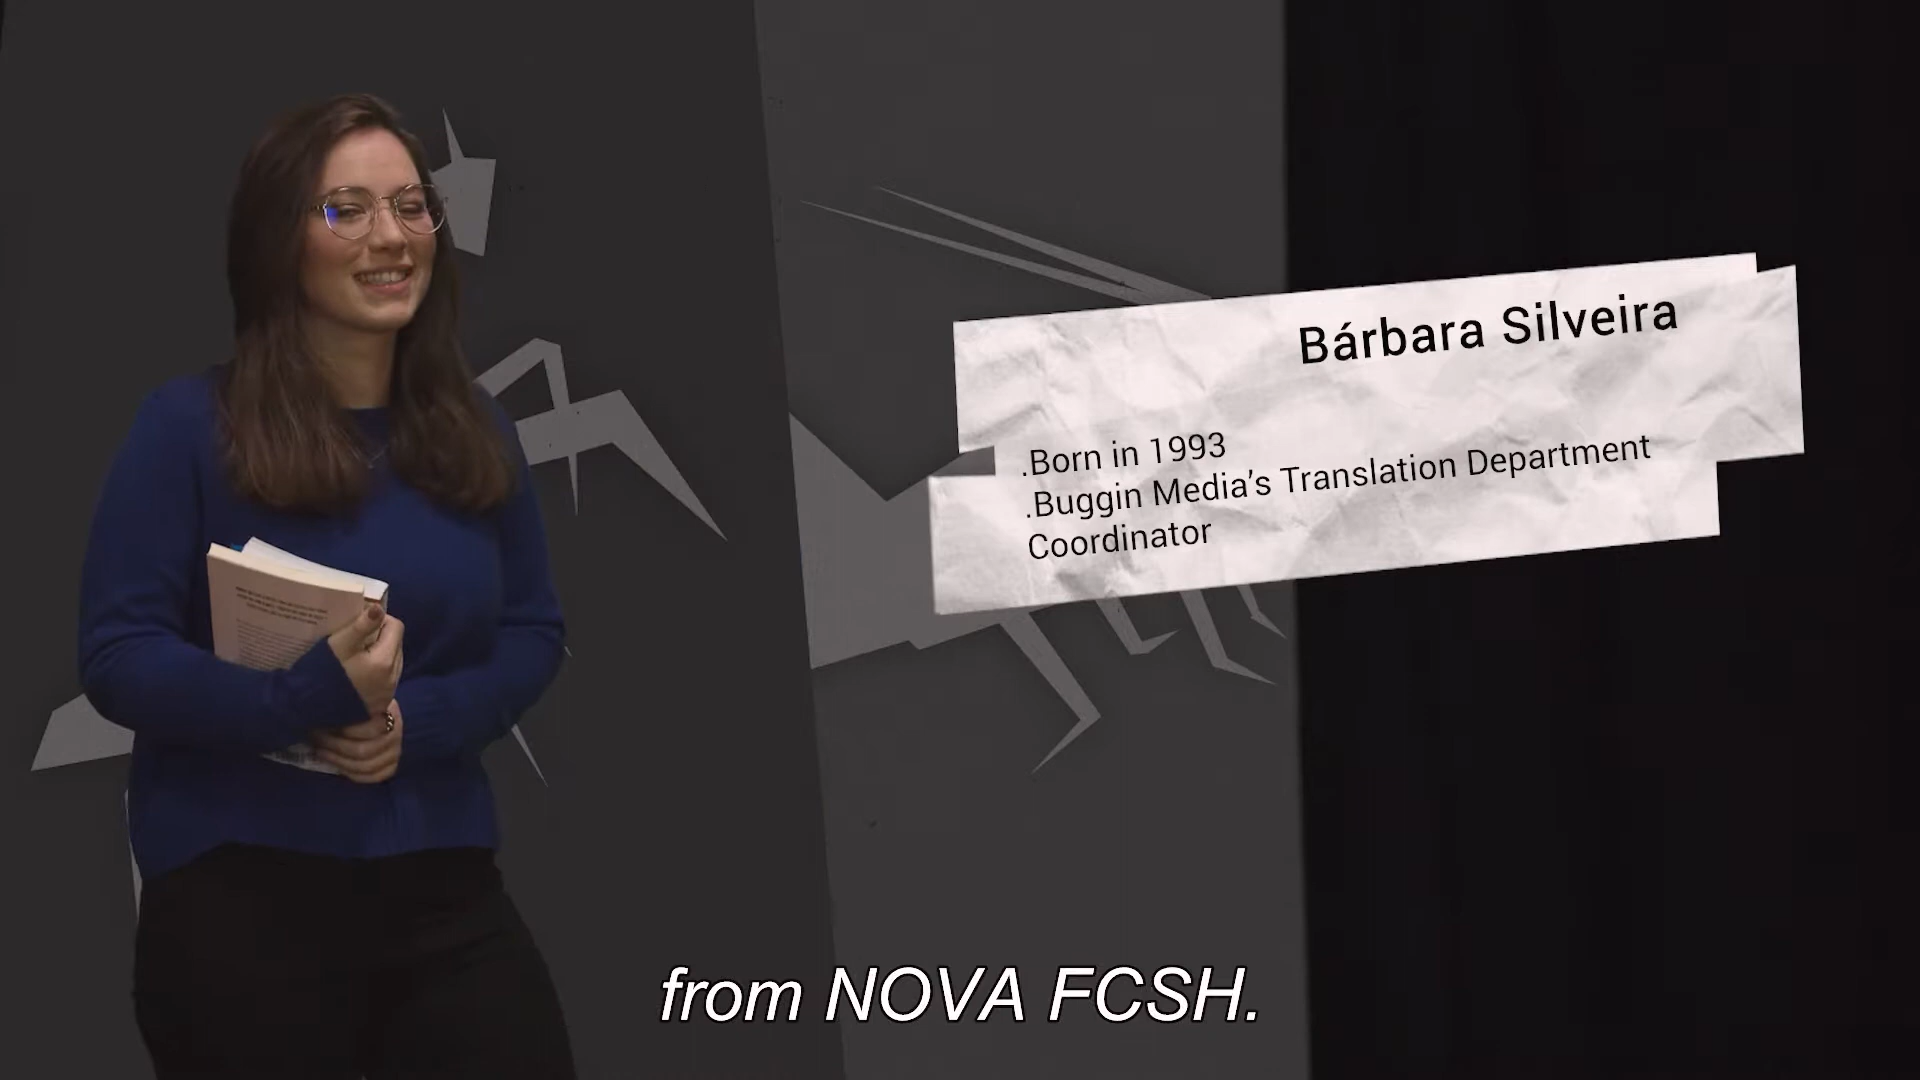 Bárbara Silveira
.Born in 1993
.Buggin Media's Translation Department
Coordinator
from NOVA FCSH.